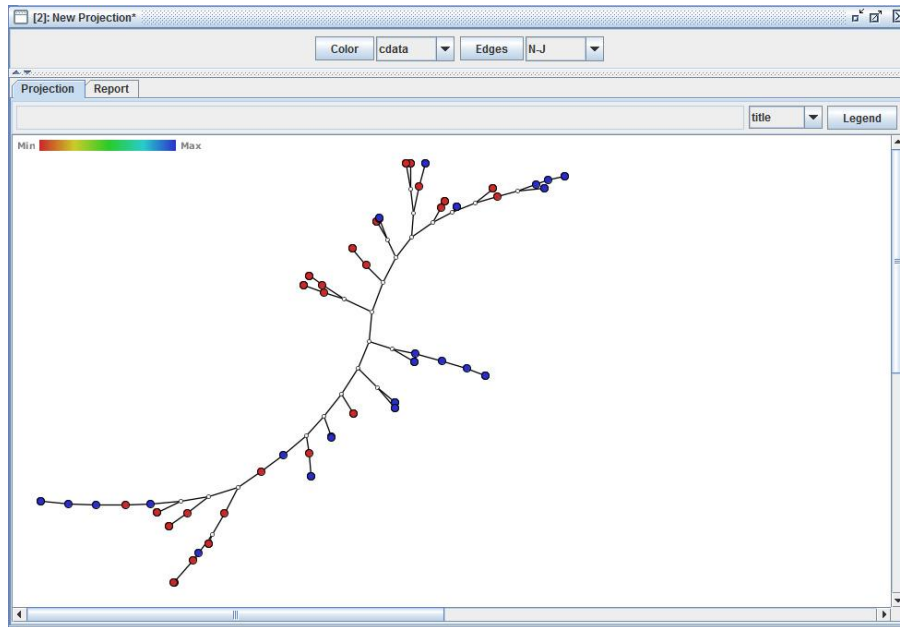 [2]: New Projection*
Color cdata Edges N-J
Projection Report
title Legend
Min Max